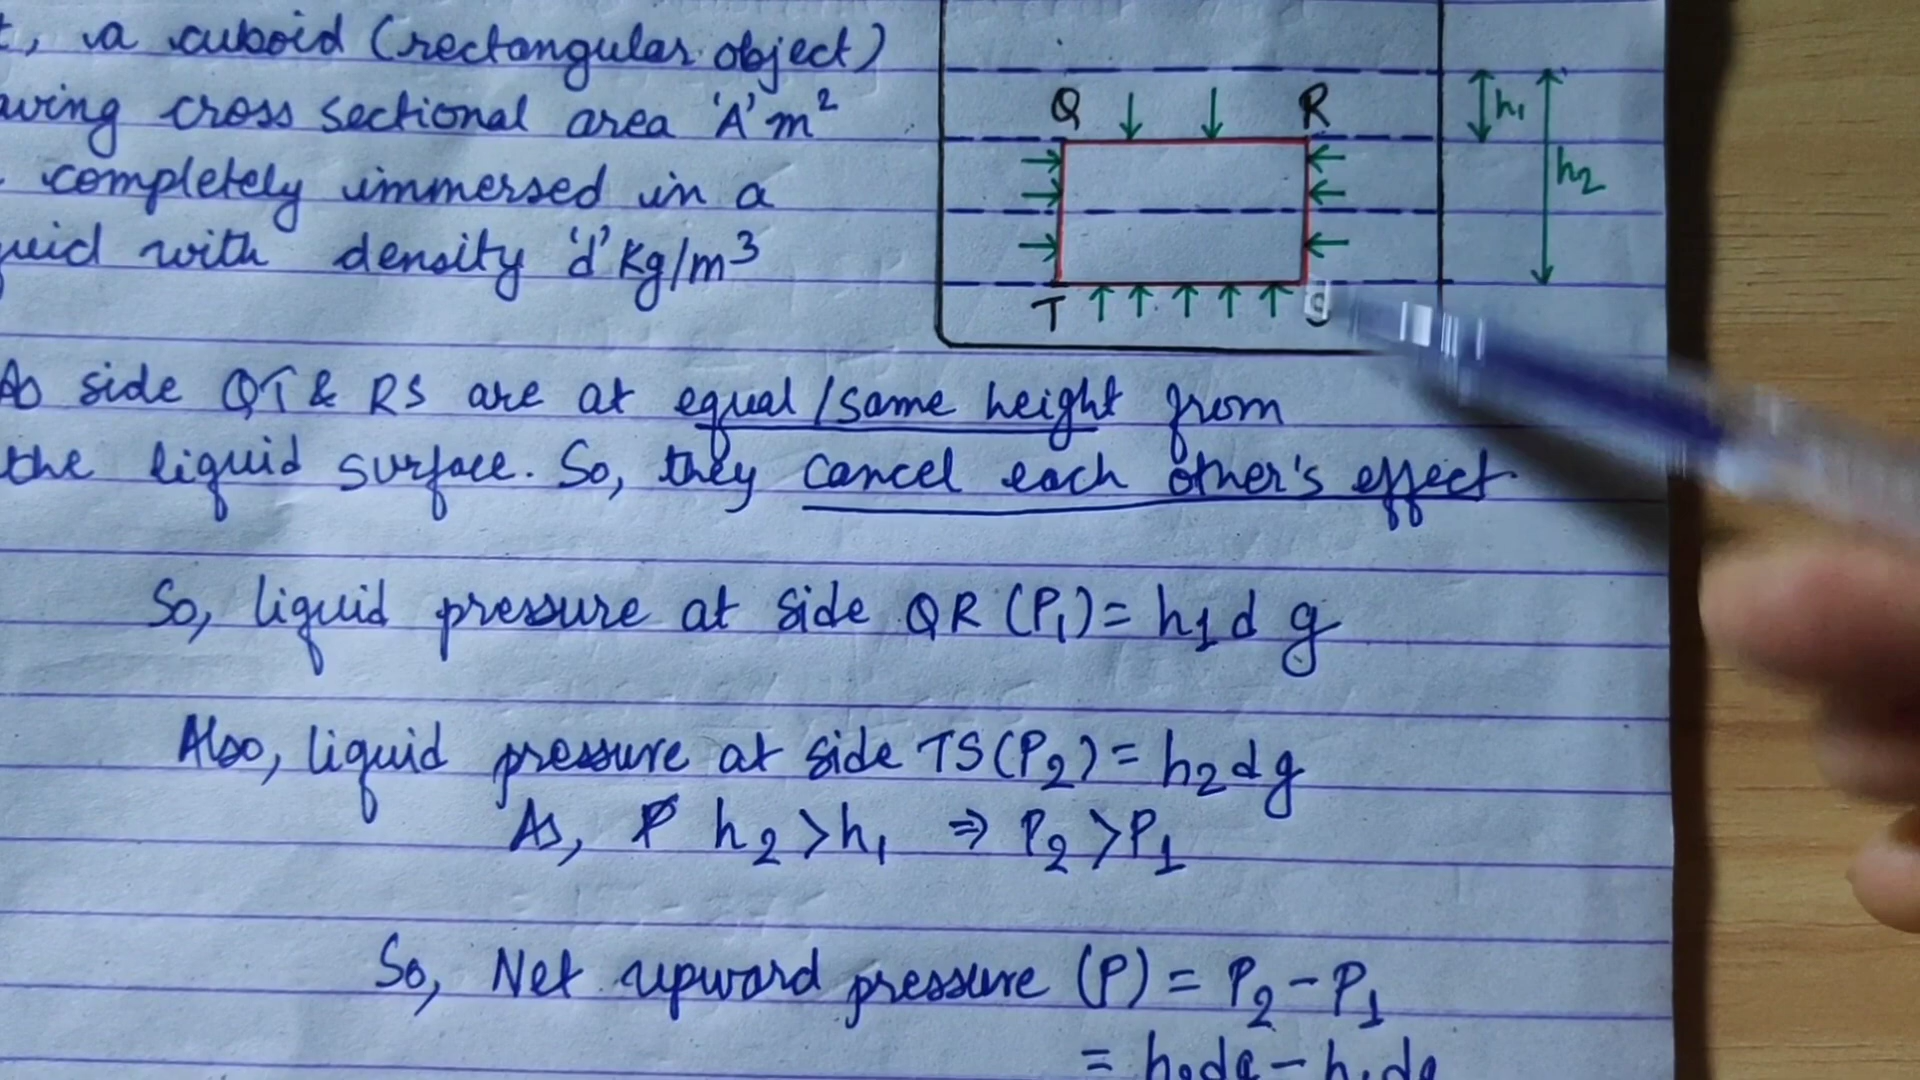 , a cuboid (rectangular object)
cross sectional area 'A' m²
completely immersed in a
with density 'd' Kg/m³
Q
R
T
h₁
h₂
As side QT & RS are at equal/same height from
the liquid surface. So, they cancel each other's effect.
So, liquid pressure at side QR (P₁) = h₁ d g
Also, liquid pressure at side TS (P₂) = h₂ d g
As, h₂ > h₁ ⇒ P₂ > P₁
So, Net upward pressure (P) = P₂ - P₁
= h₂dg - h₁dg